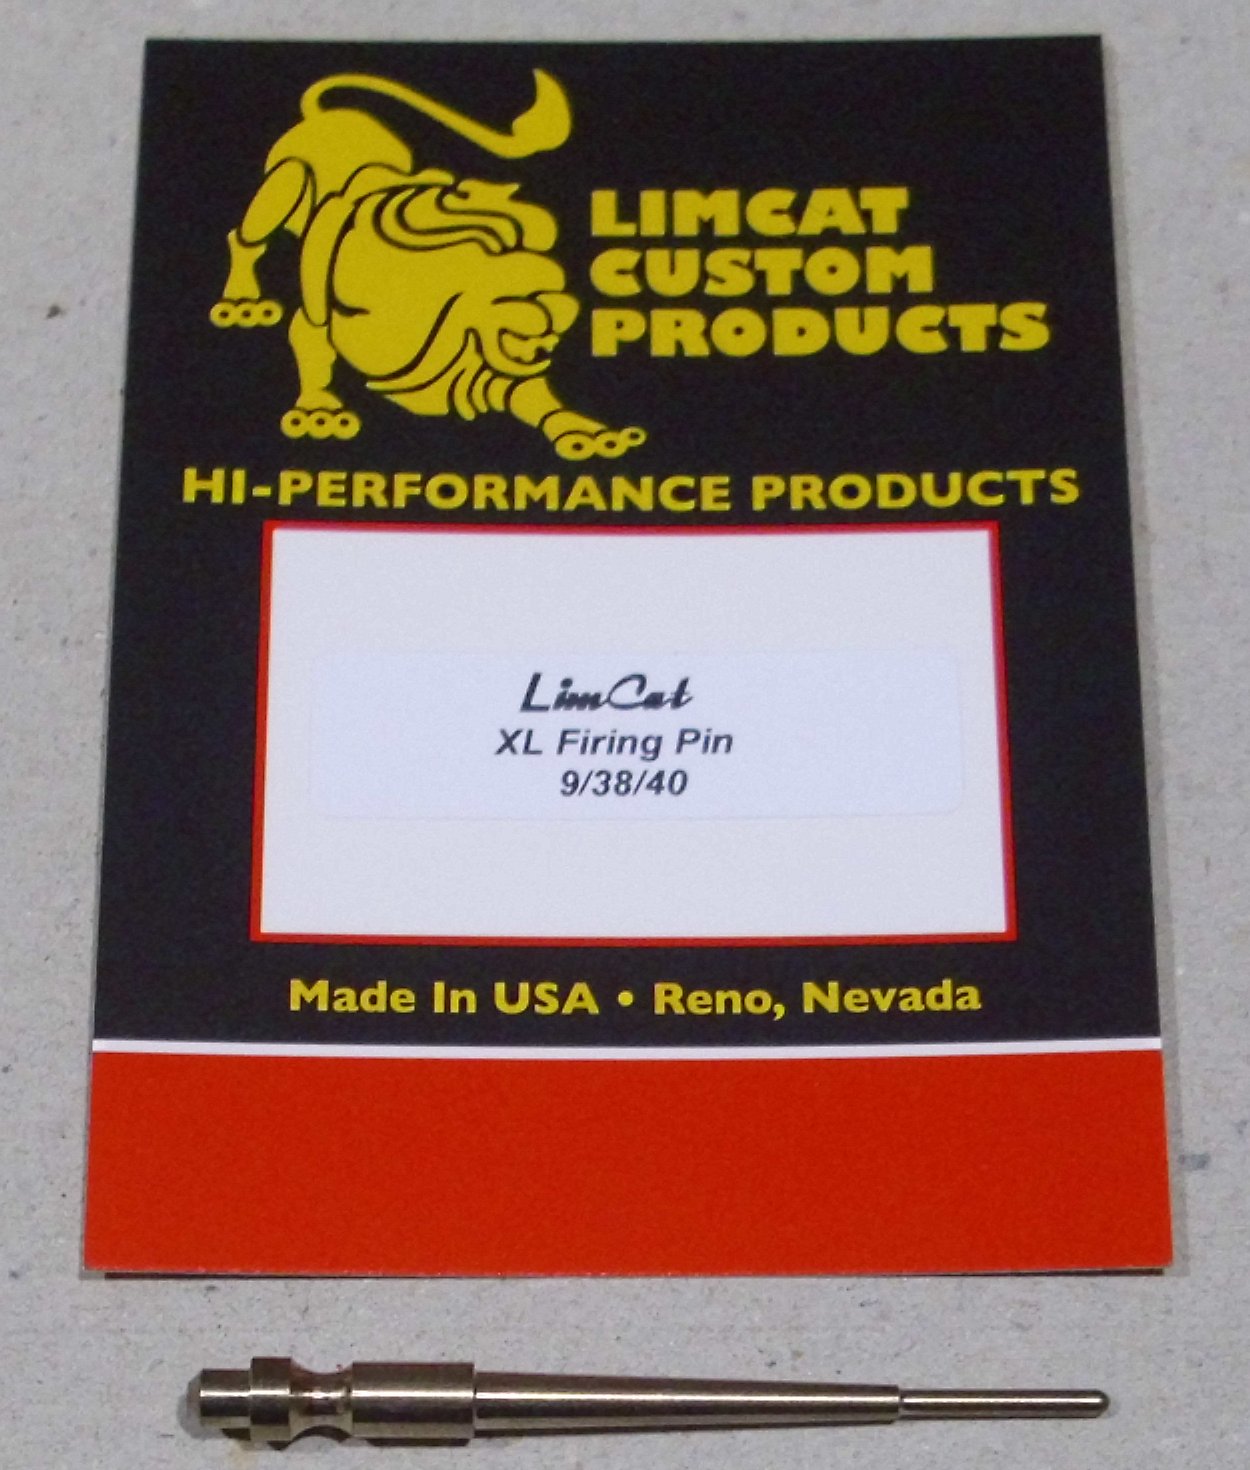 LIMCAT
CUSTOM
PRODUCTS
HI-PERFORMANCE PRODUCTS
LimCat
XL Firing Pin
9/38/40
Made In USA • Reno, Nevada